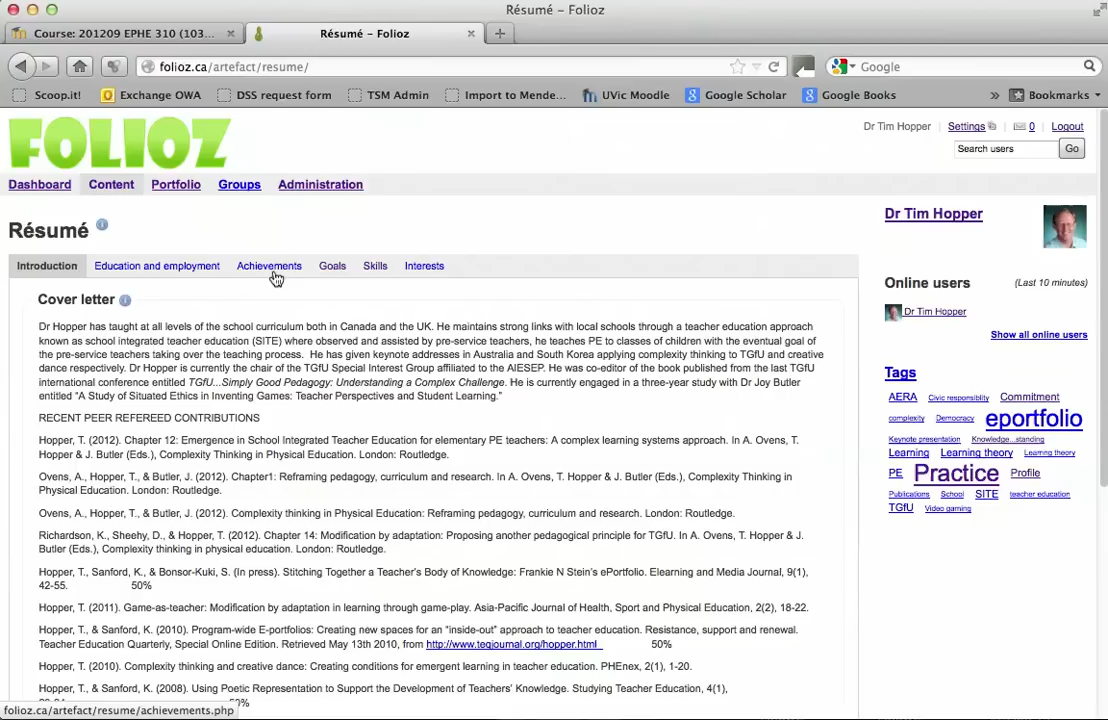 Résumé – Folioz
Course: 201209 EPHE 310 (103...
Résumé – Folioz
folioz.ca/artefact/resume/
Google
Scoop.it!
Exchange OWA
DSS request form
TSM Admin
Import to Mende...
UVic Moodle
Google Scholar
Google Books
»
Bookmarks
FOLIOZ
Dr Tim Hopper
Settings
0
Logout
Search users
Go
Dashboard
Content
Portfolio
Groups
Administration
Résumé
Introduction
Education and employment
Achievements
Goals
Skills
Interests
Cover letter
Dr Hopper has taught at all levels of the school curriculum both in Canada and the UK. He maintains strong links with local schools through a teacher education approach
known as school integrated teacher education (SITE) where observed and assisted by pre-service teachers, he teaches PE to classes of children with the eventual goal of
the pre-service teachers taking over the teaching process. He has given keynote addresses in Australia and South Korea applying complexity thinking to TGfU and creative
dance respectively. Dr Hopper is currently the chair of the TGfU Special Interest Group affiliated to the AIESEP. He was co-editor of the book published from the last TGfU
international conference entitled TGfU...Simply Good Pedagogy: Understanding a Complex Challenge. He is currently engaged in a three-year study with Dr Joy Butler
entitled “A Study of Situated Ethics in Inventing Games: Teacher Perspectives and Student Learning.”
RECENT PEER REFEREED CONTRIBUTIONS
Hopper, T. (2012). Chapter 12: Emergence in School Integrated Teacher Education for elementary PE teachers: A complex learning systems approach. In A. Ovens, T.
Hopper & J. Butler (Eds.), Complexity Thinking in Physical Education. London: Routledge.
Ovens, A., Hopper, T., & Butler, J. (2012). Chapter1: Reframing pedagogy, curriculum and research. In A. Ovens, T. Hopper & J. Butler (Eds.), Complexity Thinking in
Physical Education. London: Routledge.
Ovens, A., Hopper, T., & Butler, J. (2012). Complexity thinking in Physical Education: Reframing pedagogy, curriculum and research. London: Routledge.
Richardson, K., Sheehy, D., & Hopper, T. (2012). Chapter 14: Modification by adaptation: Proposing another pedagogical principle for TGfU. In A. Ovens, T. Hopper & J.
Butler (Eds), Complexity thinking in physical education. London: Routledge.
Hopper, T., Sanford, K., & Bonsor-Kuki, S. (In press). Stitching Together a Teacher's Body of Knowledge: Frankie N Stein's ePortfolio. Elearning and Media Journal, 9(1),
42-55. 50%
Hopper, T. (2011). Game-as-teacher: Modification by adaptation in learning through game-play. Asia-Pacific Journal of Health, Sport and Physical Education, 2(2), 18-22.
Hopper, T., & Sanford, K. (2010). Program-wide E-portfolios: Creating new spaces for an “inside-out” approach to teacher education. Resistance, support and renewal.
Teacher Education Quarterly, Special Online Edition. Retrieved May 13th 2010, from http://www.teqjournal.org/hopper.html 50%
Hopper, T. (2010). Complexity thinking and creative dance: Creating conditions for emergent learning in teacher education. PHEnex, 2(1), 1-20.
Hopper, T., & Sanford, K. (2008). Using Poetic Representation to Support the Development of Teachers' Knowledge. Studying Teacher Education, 4(1),
folioz.ca/artefact/resume/achievements.php
Dr Tim Hopper
Online users
(Last 10 minutes)
Dr Tim Hopper
Show all online users
Tags
AERA Civic responsiblity Commitment
complexity Democracy eportfolio
Keynote presentation Knowledge...standing
Learning Learning theory Learnng theory
PE Practice Profile
Publications School SITE teacher education
TGfU Video gaming